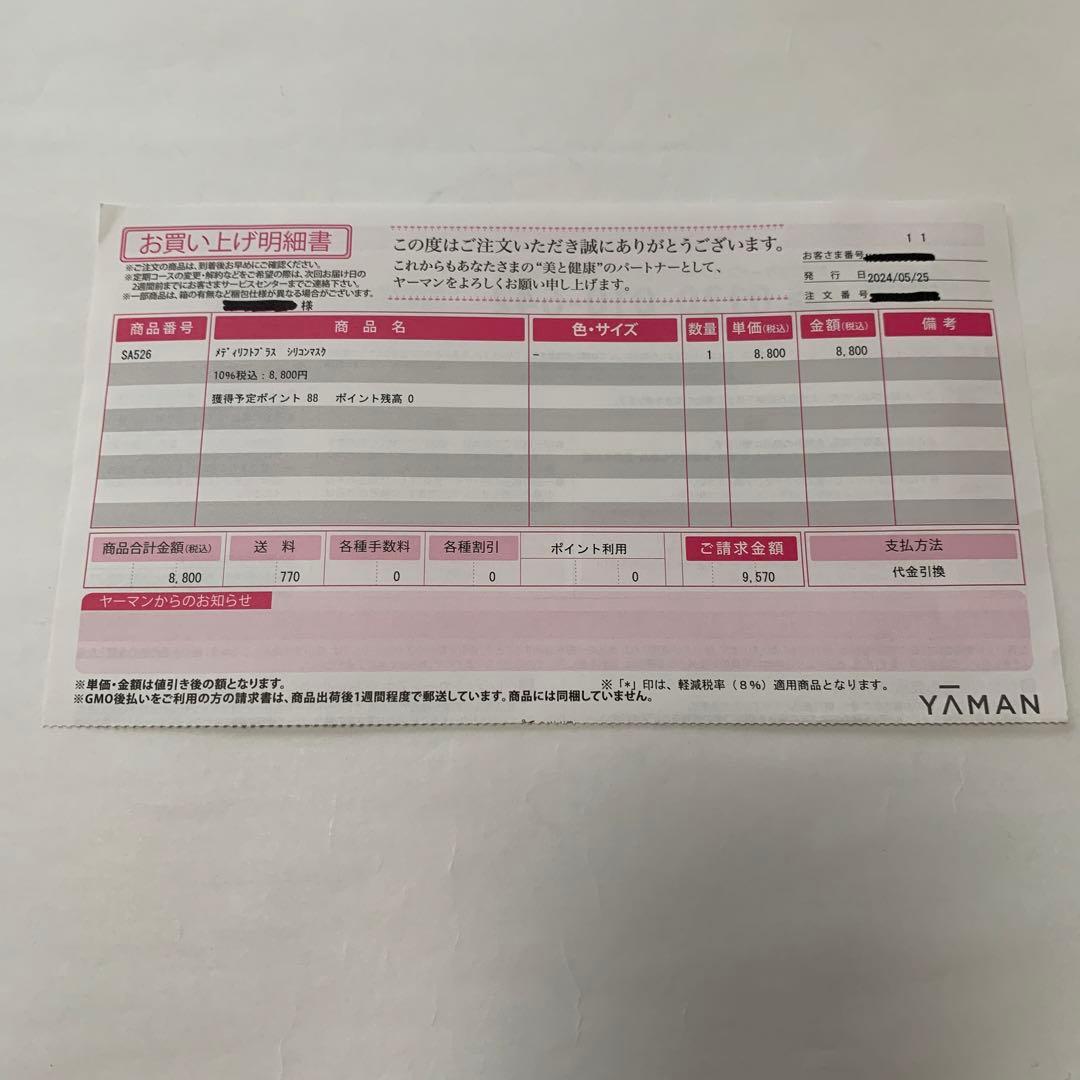 お買い上げ明細書
※ご注文の商品は、到着後お早めにご確認ください。
※定期コースの変更・解約などをご希望の際は、次回お届け日の
2週間前までにお客さまサービスセンターまでご連絡下さい。
※一部商品は、箱の有無など梱包仕様が異なる場合がございます。
様
この度はご注文いただき誠にありがとうございます。
これからもあなたさまの“美と健康”のパートナーとして、
ヤーマンをよろしくお願い申し上げます。
11
お客さま番号
発行日 2024/05/25
注文番号
商品番号 商品名 色・サイズ 数量 単価(税込) 金額(税込) 備考
SA526 ﾒﾃﾞｨﾘﾌﾄﾌﾟﾗｽ ｼﾘｺﾝﾏｽｸ - 1 8,800 8,800
10%税込:8,800円
獲得予定ポイント 88 ポイント残高 0
商品合計金額(税込) 送料 各種手数料 各種割引 ポイント利用 ご請求金額 支払方法
8,800 770 0 0 0 9,570 代金引換
ヤーマンからのお知らせ
※単価・金額は値引き後の額となります。
※「*」印は、軽減税率(8%)適用商品となります。
※GMO後払いをご利用の方の請求書は、商品出荷後1週間程度で郵送しています。商品には同梱していません。
YĀMAN